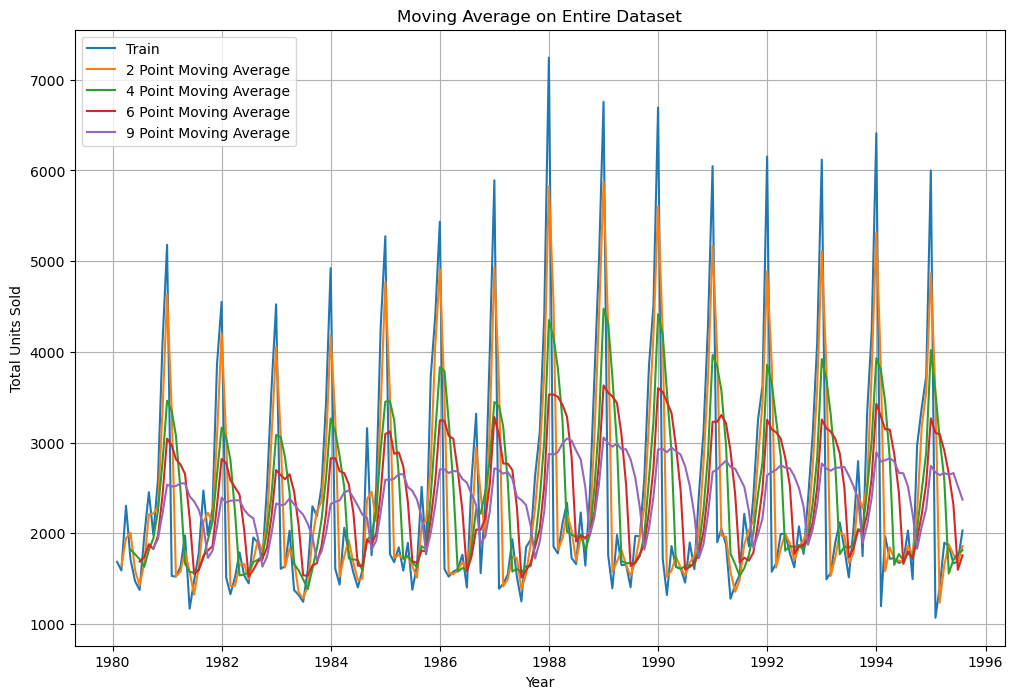 Moving Average on Entire Dataset
Train
2 Point Moving Average
4 Point Moving Average
6 Point Moving Average
9 Point Moving Average
7000
6000
5000
4000
3000
2000
1000
Total Units Sold
1980 1982 1984 1986 1988 1990 1992 1994 1996
Year